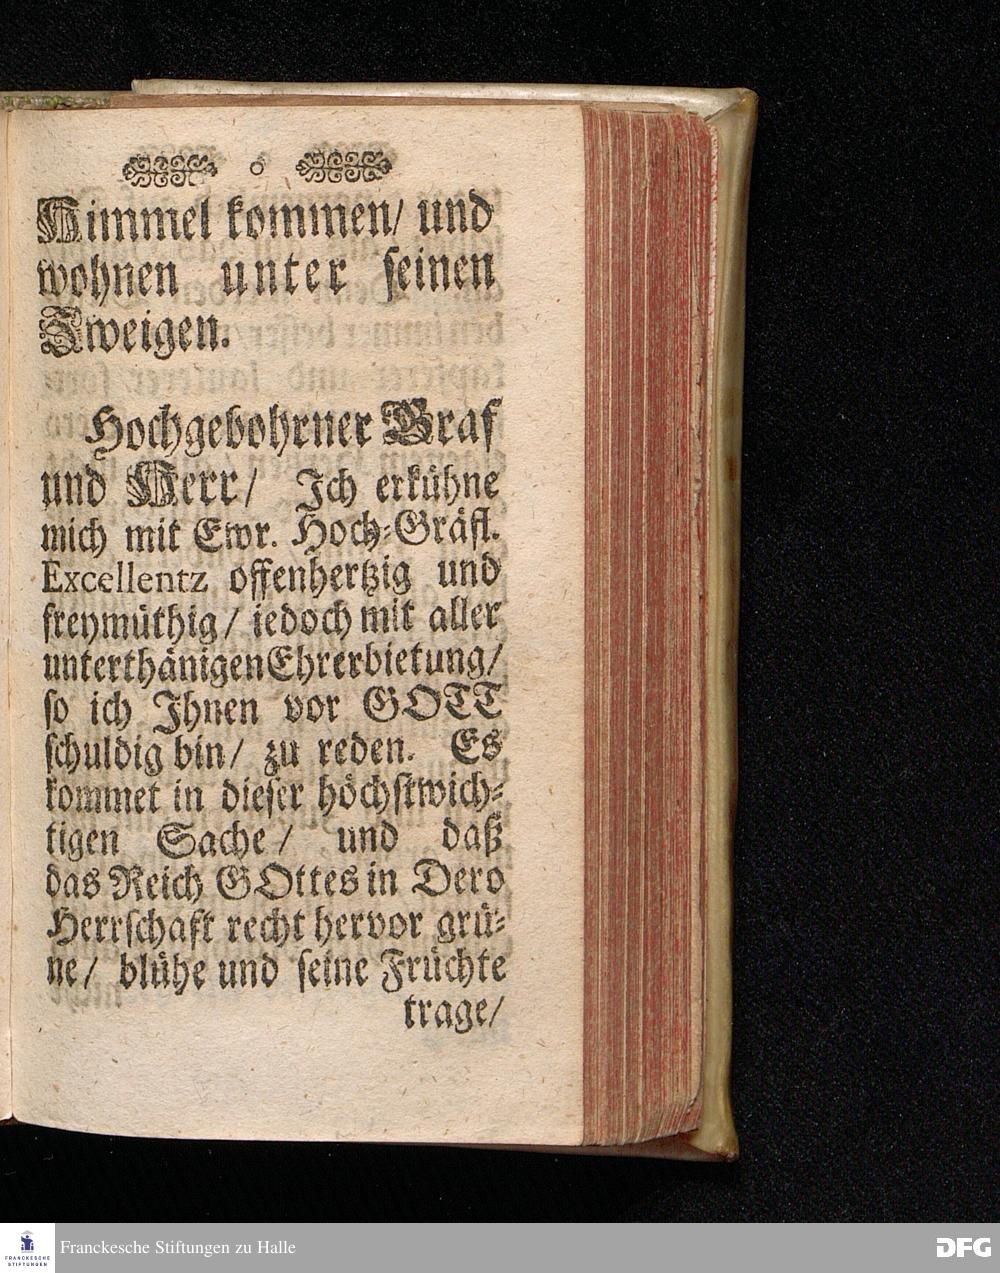 Himmel kommen/ und
wohnen unter seinen
Zweigen.
Hochgebohrner Graf
und Herr/ Ich erkühne
mich mit Ewr. Hoch-Gräfl.
Excellentz offenhertzig und
freymüthig/ iedoch mit aller
unterthänigen Ehrerbietung/
so ich Ihnen vor GOTT
schuldig bin/ zu reden. Es
kommet in dieser höchstwich-
tigen Sache/ und daß
das Reich GOttes in Dero
Herrschaft recht hervor grü-
ne/ blühe und seine Früchte
trage/
FRANCKESCHE
STIFTUNGEN
Franckesche Stiftungen zu Halle
DFG